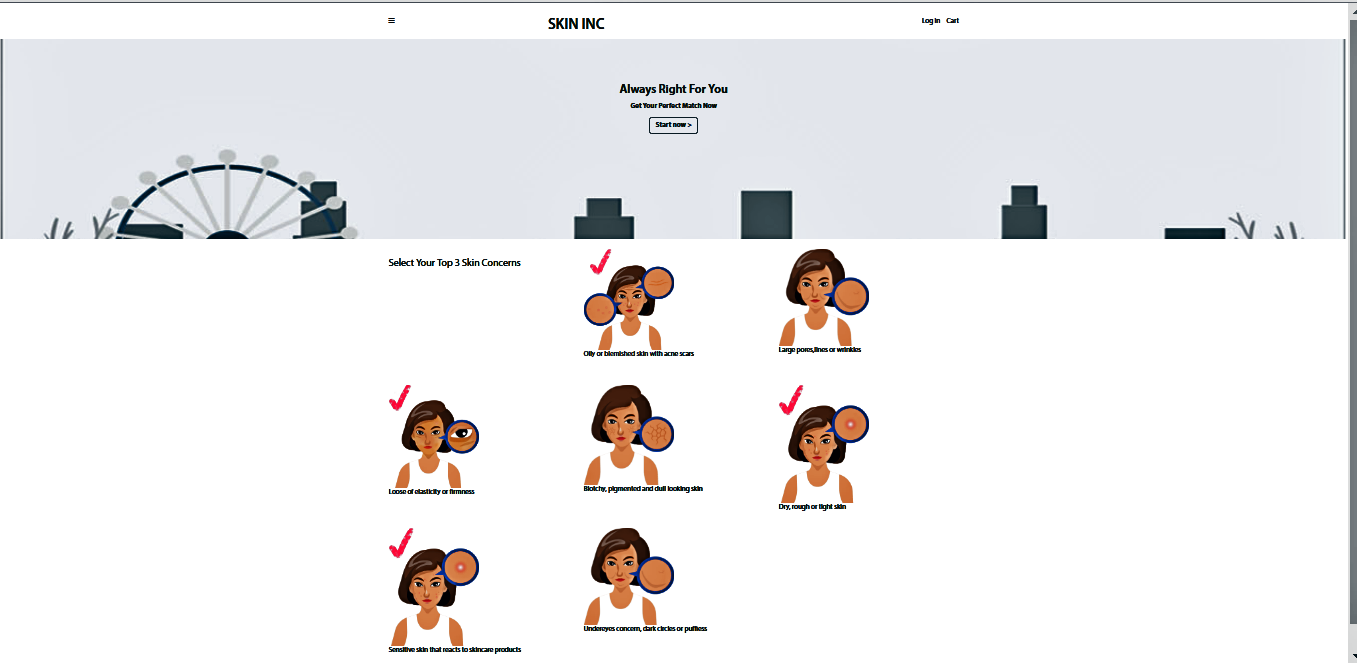 ≡
SKIN INC
Log In Cart
Always Right For You
Get Your Perfect Match Now
Start now >
Select Your Top 3 Skin Concerns
Oily or blemished skin with acne scars
Large pores,lines or wrinkles
Loose of elasticity or firmness
Blotchy, pigmented and dull looking skin
Dry, rough or tight skin
Sensitive skin that reacts to skincare products
Undereyes concern, dark circles or puffiess